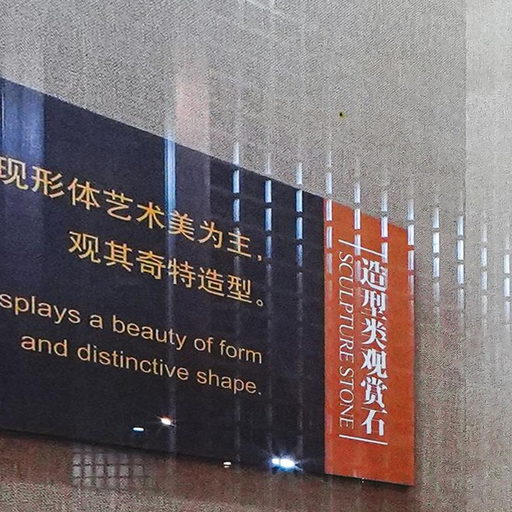 现形体艺术美为主，
观其奇特造型。
splays a beauty of form
and distinctive shape.
造型类观赏石
SCULPTURE STONE